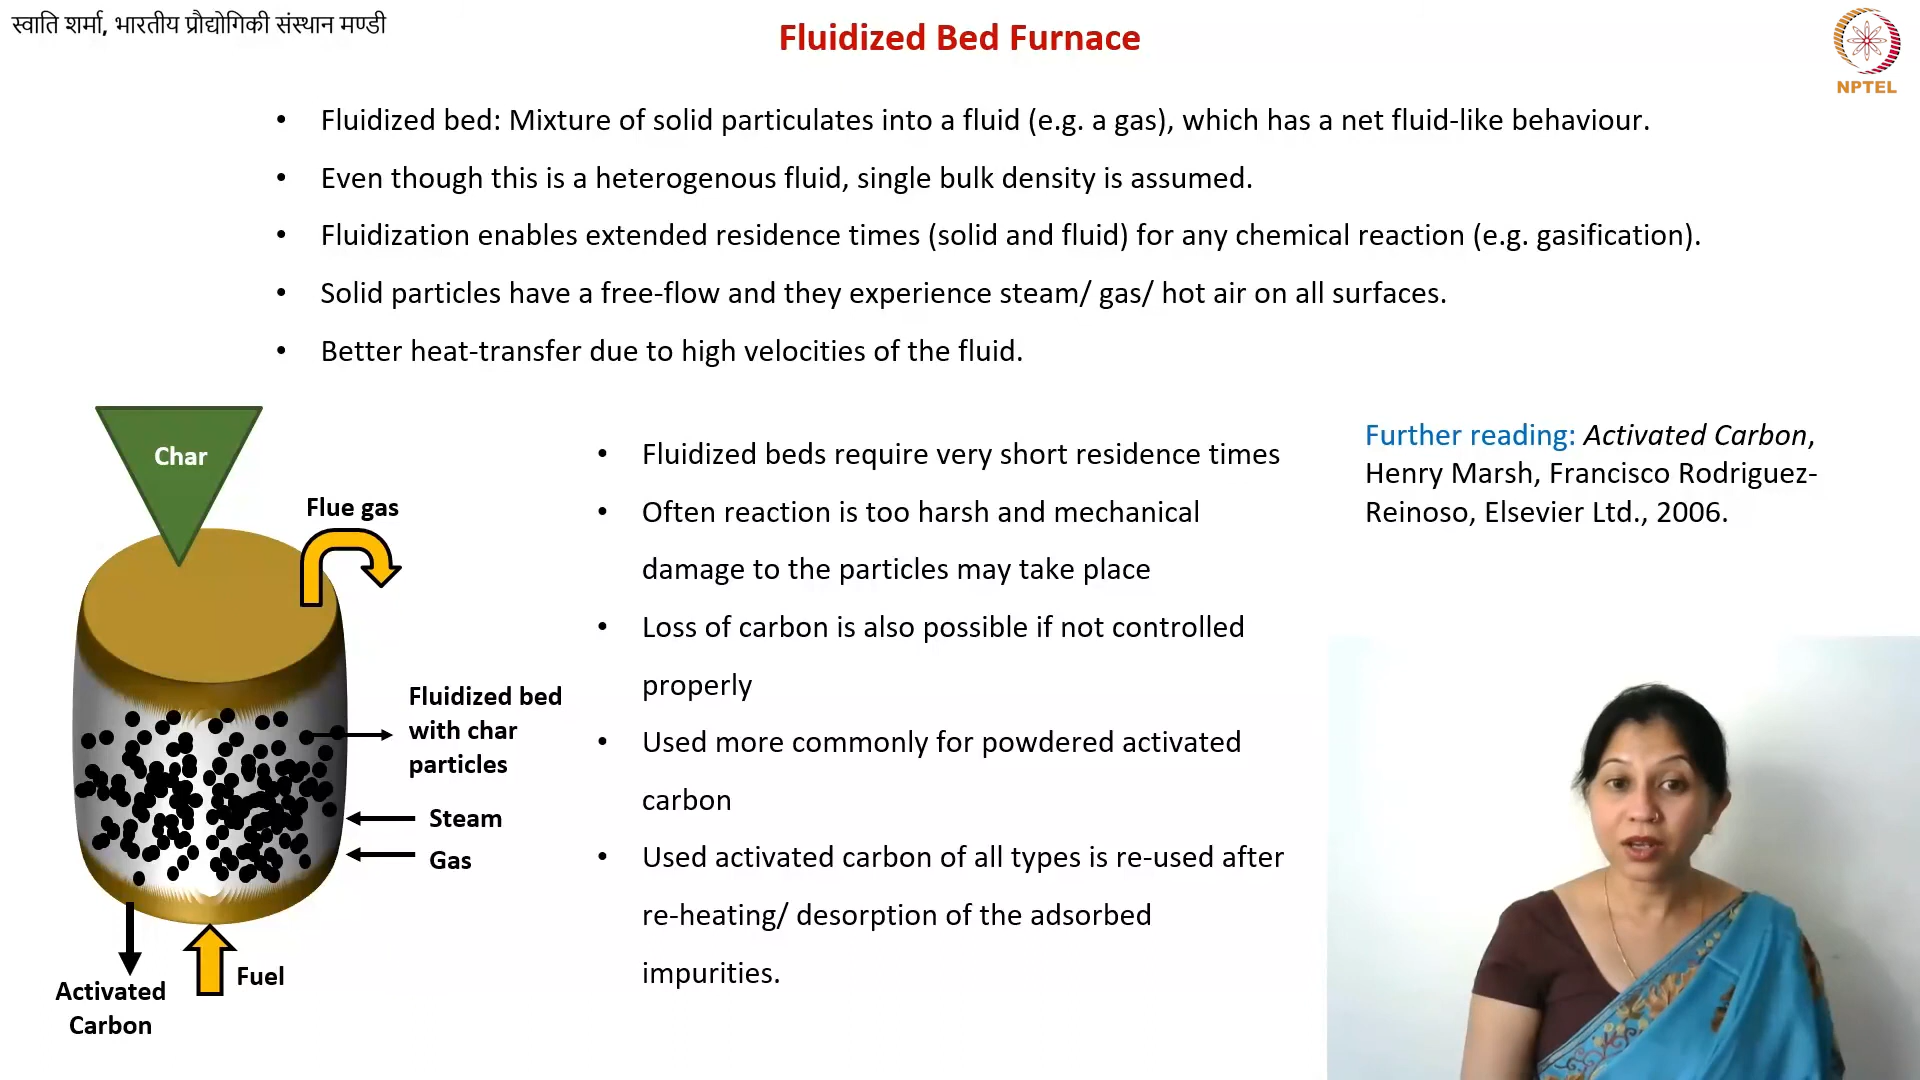 स्वाति शर्मा, भारतीय प्रौद्योगिकी संस्थान मण्डी
Fluidized Bed Furnace
NPTEL
• Fluidized bed: Mixture of solid particulates into a fluid (e.g. a gas), which has a net fluid-like behaviour.
• Even though this is a heterogenous fluid, single bulk density is assumed.
• Fluidization enables extended residence times (solid and fluid) for any chemical reaction (e.g. gasification).
• Solid particles have a free-flow and they experience steam/ gas/ hot air on all surfaces.
• Better heat-transfer due to high velocities of the fluid.
Char
Flue gas
Fluidized bed
with char
particles
Steam
Gas
Fuel
Activated
Carbon
• Fluidized beds require very short residence times
• Often reaction is too harsh and mechanical
damage to the particles may take place
• Loss of carbon is also possible if not controlled
properly
• Used more commonly for powdered activated
carbon
• Used activated carbon of all types is re-used after
re-heating/ desorption of the adsorbed
impurities.
Further reading: Activated Carbon,
Henry Marsh, Francisco Rodriguez-
Reinoso, Elsevier Ltd., 2006.